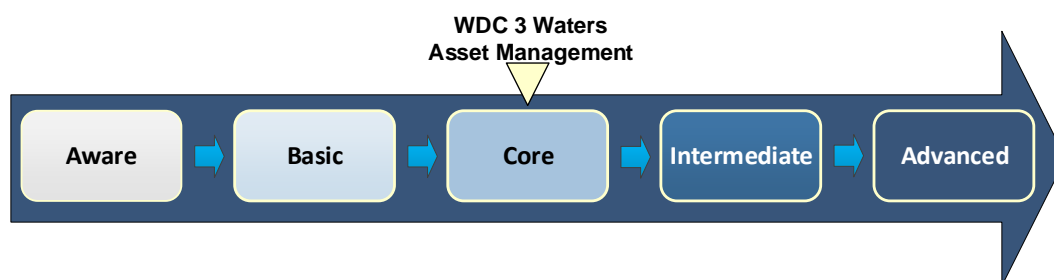 WDC 3 Waters
Asset Management
Aware
Basic
Core
Intermediate
Advanced